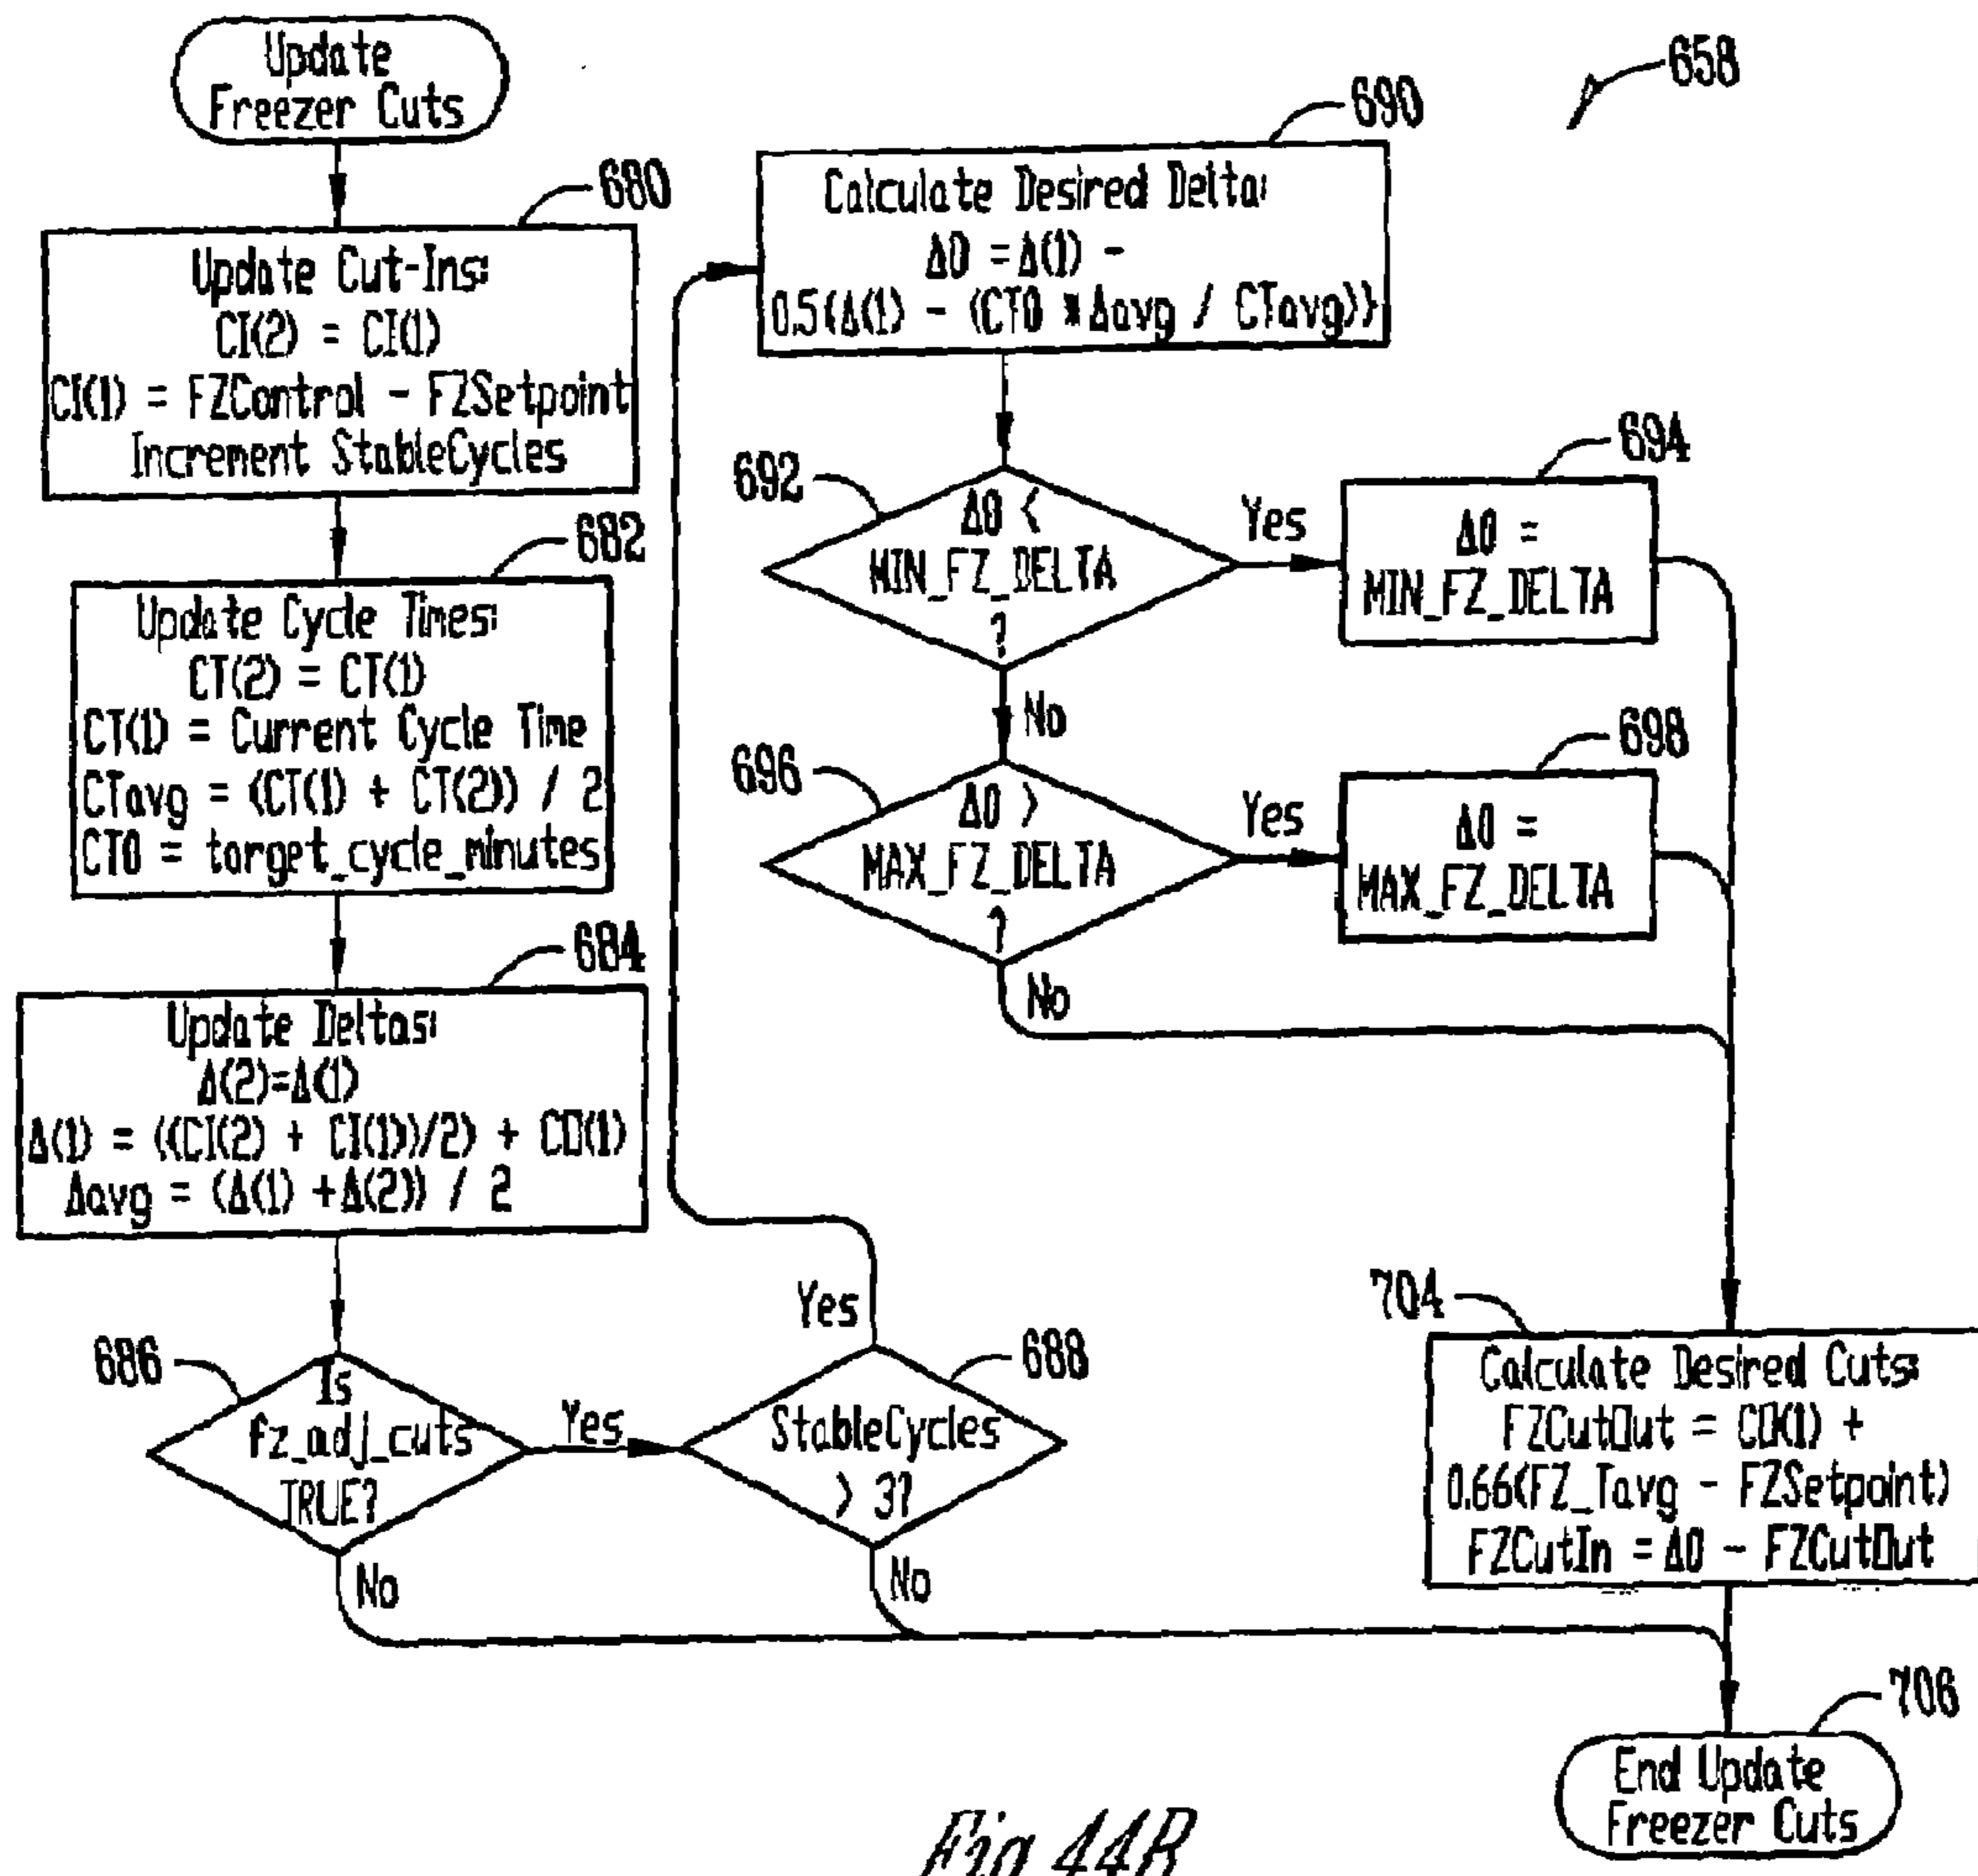 Update
Freezer Cuts
680
Update Cut-Ins:
CI(2) = CI(1)
CI(1) = FZControl - FZSetpoint
Increment StableCycles
682
Update Cycle Times:
CT(2) = CT(1)
CT(1) = Current Cycle Time
CTavg = (CT(1) + CT(2)) / 2
CT0 = target_cycle_minutes
684
Update Deltas:
Δ(2)=Δ(1)
Δ(1) = ((CI(2) + CI(1))/2) + CO(1)
Δavg = (Δ(1) +Δ(2)) / 2
686
Is
fz_adj_cuts
TRUE?
Yes
No
688
StableCycles
> 3?
Yes
No
658
690
Calculate Desired Delta:
Δ0 = Δ(1) -
0.5(Δ(1) - (CT0 * Δavg / CTavg))
692
Δ0 <
MIN_FZ_DELTA
?
Yes
No
694
Δ0 =
MIN_FZ_DELTA
696
Δ0 >
MAX_FZ_DELTA
?
Yes
No
698
Δ0 =
MAX_FZ_DELTA
704
Calculate Desired Cuts:
FZCutOut = CO(1) +
0.66(FZ_Tavg - FZSetpoint)
FZCutIn = Δ0 - FZCutOut
706
End Update
Freezer Cuts
Fig 44B